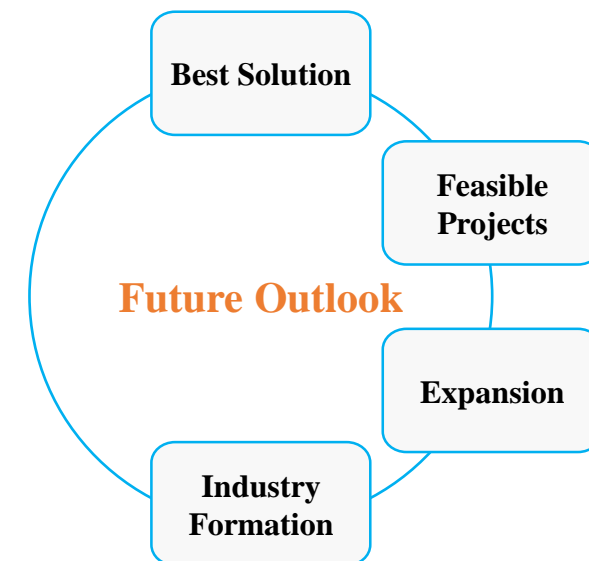 Best Solution
Feasible
Projects
Future Outlook
Expansion
Industry
Formation